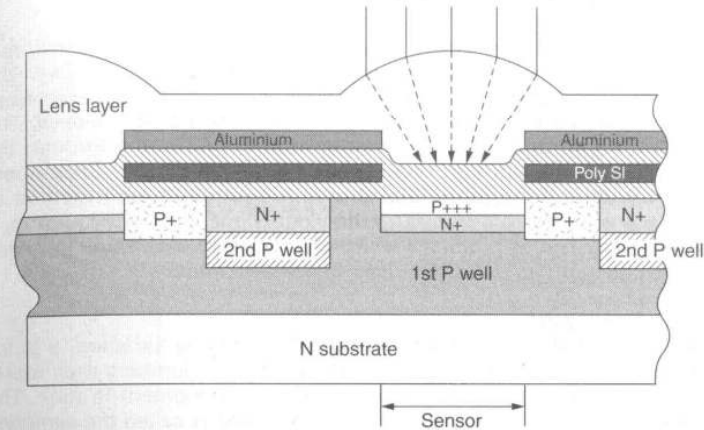 Lens layer
Aluminium
Aluminium
Poly SI
P+
N+
P+++
N+
P+
N+
2nd P well
2nd P well
1st P well
N substrate
Sensor